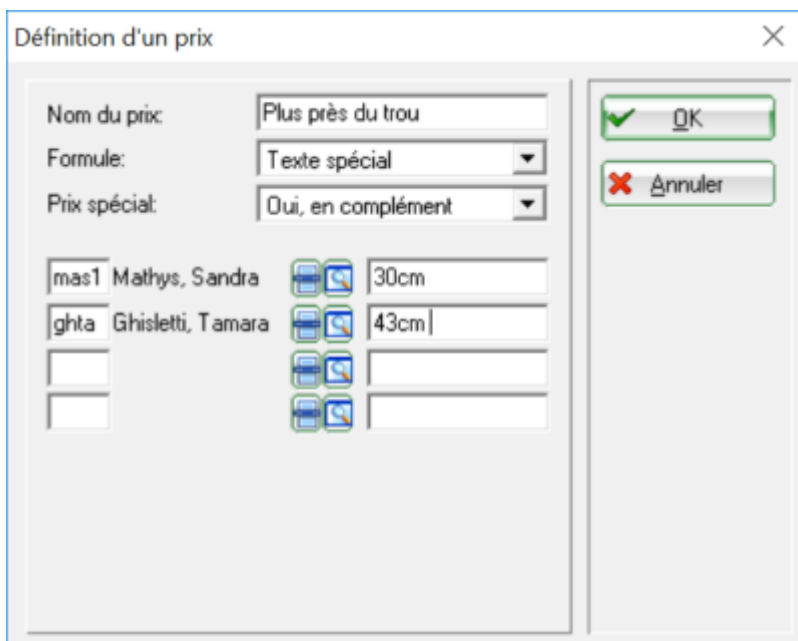 Définition d'un prix
Nom du prix: Plus près du trou
Formule: Texte spécial
Prix spécial: Oui, en complément
mas1 Mathys, Sandra 30cm
ghta Ghisletti, Tamara 43cm
OK
Annuler